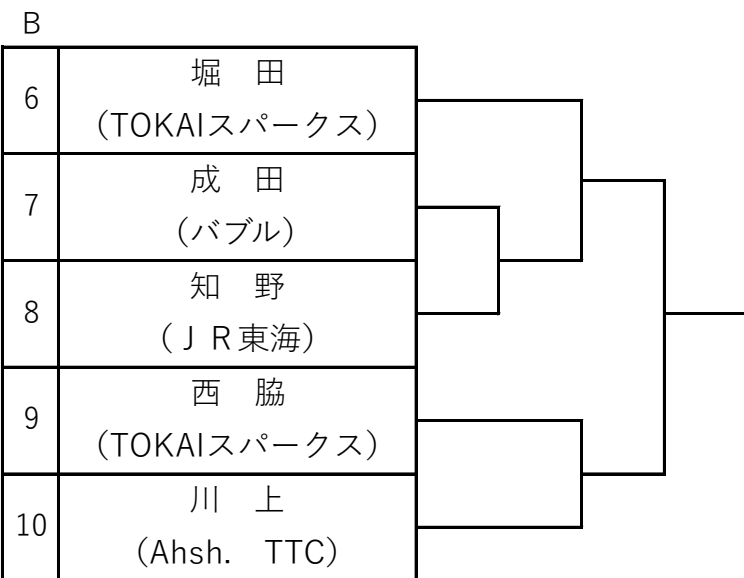 B
6
堀　田
（TOKAIスパークス）
7
成　田
（バブル）
8
知　野
（ＪＲ東海）
9
西　脇
（TOKAIスパークス）
10
川　上
（Ahsh.　TTC）